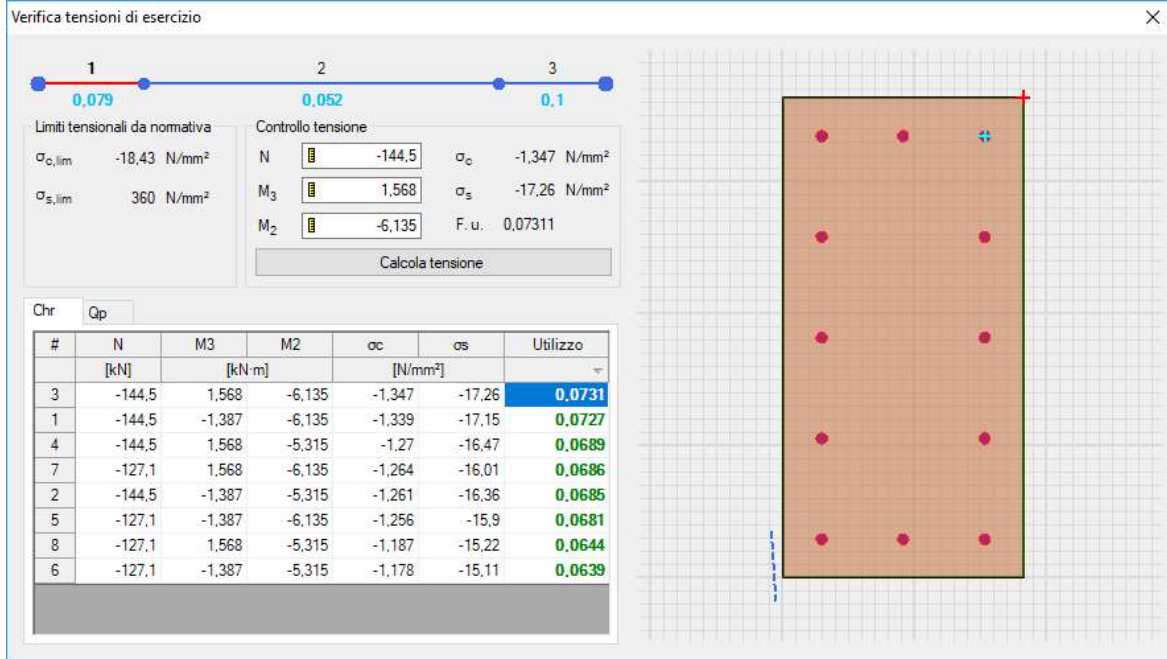 Verifica tensioni di esercizio
1 2 3
0,079 0,052 0,1
Limiti tensionali da normativa
σc,lim -18,43 N/mm²
σs,lim 360 N/mm²
Controllo tensione
N -144,5 σc -1,347 N/mm²
M3 1,568 σs -17,26 N/mm²
M2 -6,135 F. u. 0,07311
Calcola tensione
Chr Qp
# N M3 M2 σc σs Utilizzo
[kN] [kN·m] [N/mm²]
3 -144,5 1,568 -6,135 -1,347 -17,26 0,0731
1 -144,5 -1,387 -6,135 -1,339 -17,15 0,0727
4 -144,5 1,568 -5,315 -1,27 -16,47 0,0689
7 -127,1 1,568 -6,135 -1,264 -16,01 0,0686
2 -144,5 -1,387 -5,315 -1,261 -16,36 0,0685
5 -127,1 -1,387 -6,135 -1,256 -15,9 0,0681
8 -127,1 1,568 -5,315 -1,187 -15,22 0,0644
6 -127,1 -1,387 -5,315 -1,178 -15,11 0,0639